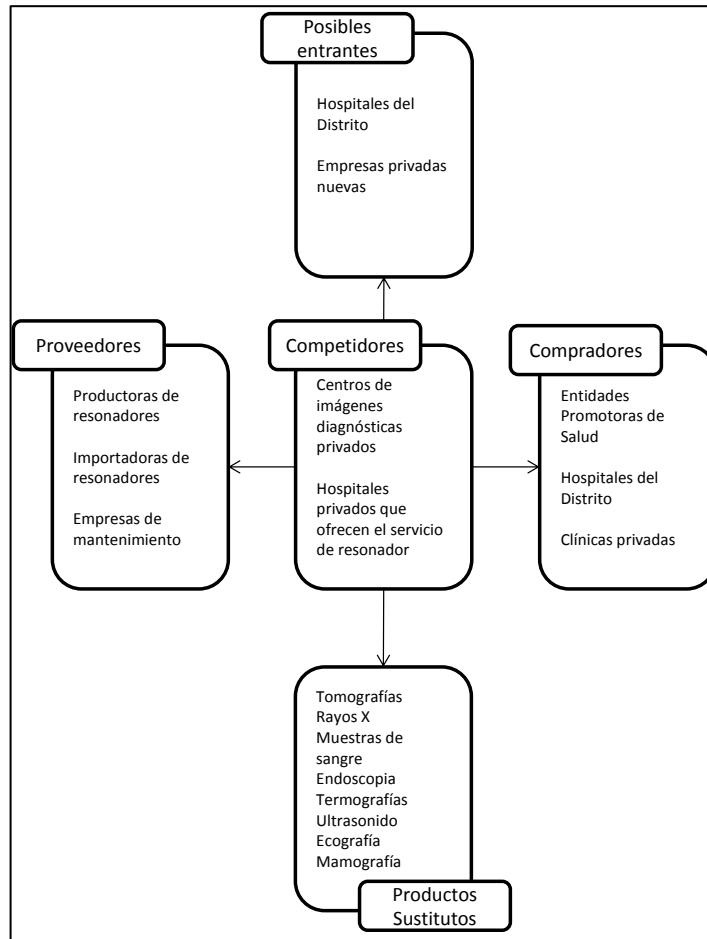 Posibles
entrantes
Hospitales del
Distrito
Empresas privadas
nuevas
Proveedores
Productoras de
resonadores
Importadoras de
resonadores
Empresas de
mantenimiento
Competidores
Centros de
imágenes
diagnósticas
privados
Hospitales
privados que
ofrecen el servicio
de resonador
Compradores
Entidades
Promotoras de
Salud
Hospitales del
Distrito
Clínicas privadas
Tomografías
Rayos X
Muestras de
sangre
Endoscopia
Termografías
Ultrasonido
Ecografía
Mamografía
Productos
Sustitutos